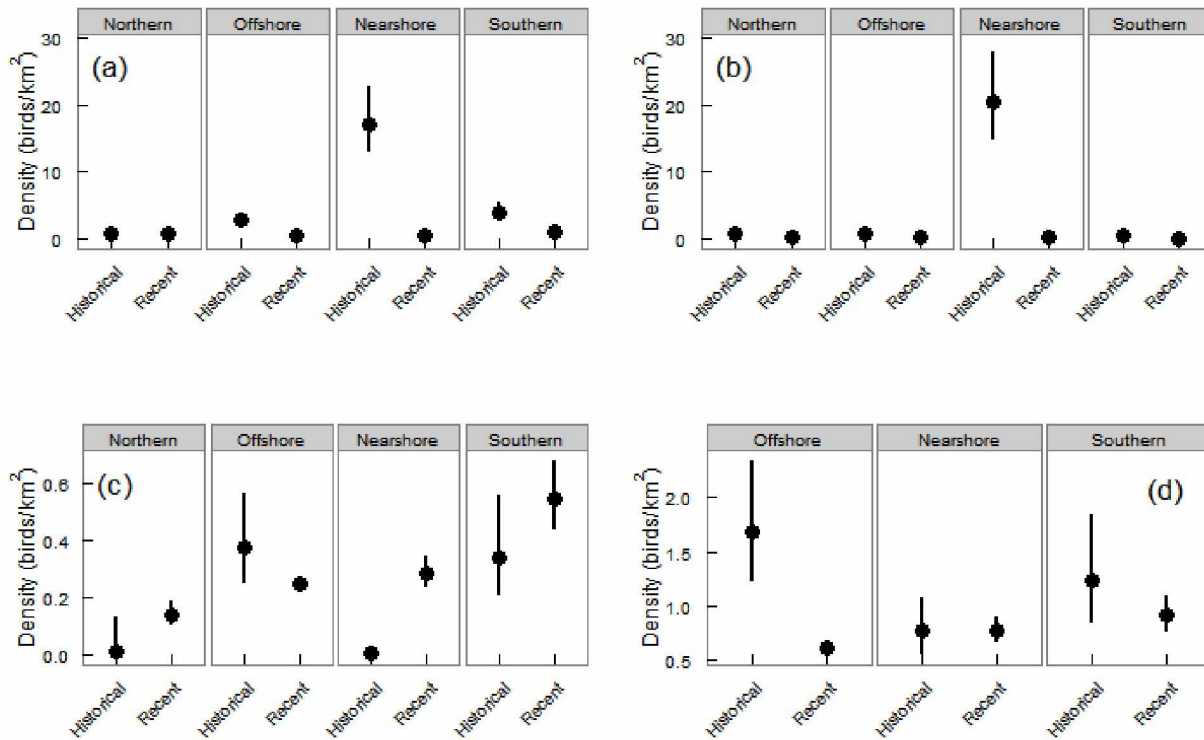 Northern Offshore Nearshore Southern
(a)
Density (birds/km²)
30
20
10
0
Historical Recent Historical Recent Historical Recent Historical Recent
Northern Offshore Nearshore Southern
(b)
Density (birds/km²)
30
20
10
0
Historical Recent Historical Recent Historical Recent Historical Recent
Northern Offshore Nearshore Southern
(c)
Density (birds/km²)
0.6
0.4
0.2
0.0
Historical Recent Historical Recent Historical Recent Historical Recent
Offshore Nearshore Southern
(d)
Density (birds/km²)
2.0
1.5
1.0
0.5
Historical Recent Historical Recent Historical Recent